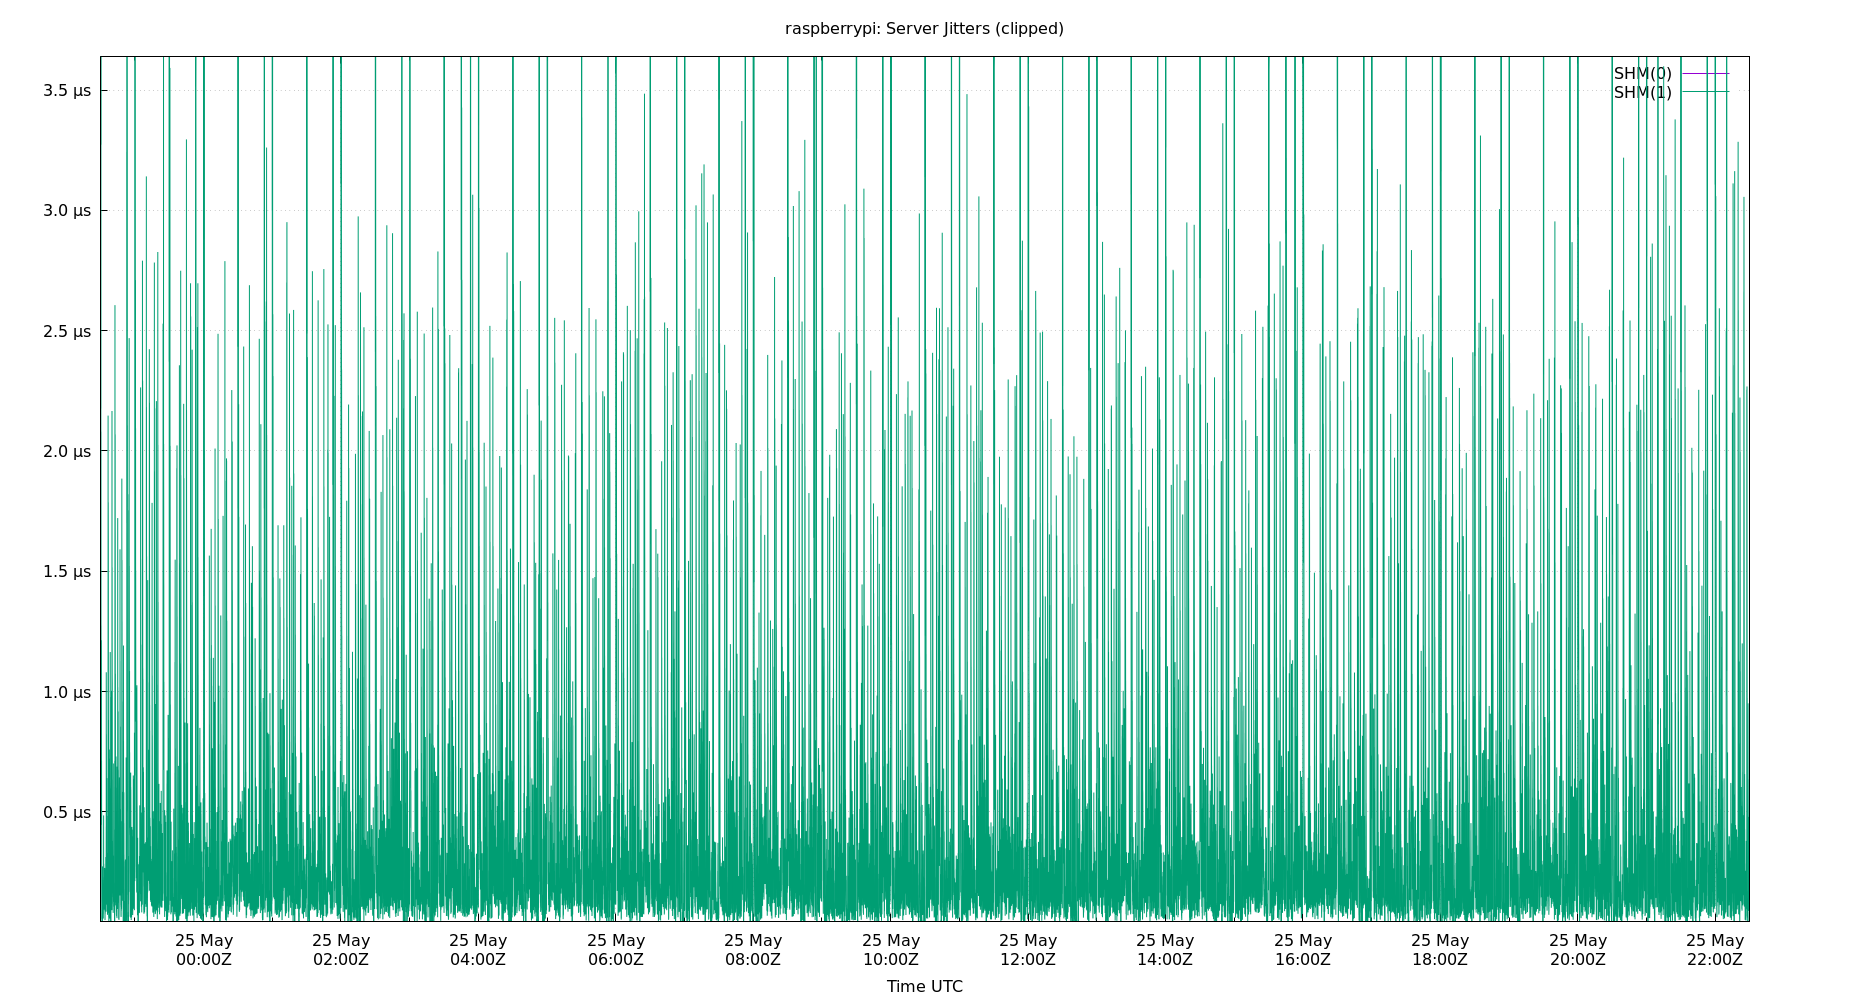 raspberrypi: Server Jitters (clipped)
SHM(0)
SHM(1)
3.5 μs
3.0 μs
2.5 μs
2.0 μs
1.5 μs
1.0 μs
0.5 μs
25 May 25 May 25 May 25 May 25 May 25 May 25 May 25 May 25 May 25 May 25 May 25 May
00:00Z 02:00Z 04:00Z 06:00Z 08:00Z 10:00Z 12:00Z 14:00Z 16:00Z 18:00Z 20:00Z 22:00Z
Time UTC